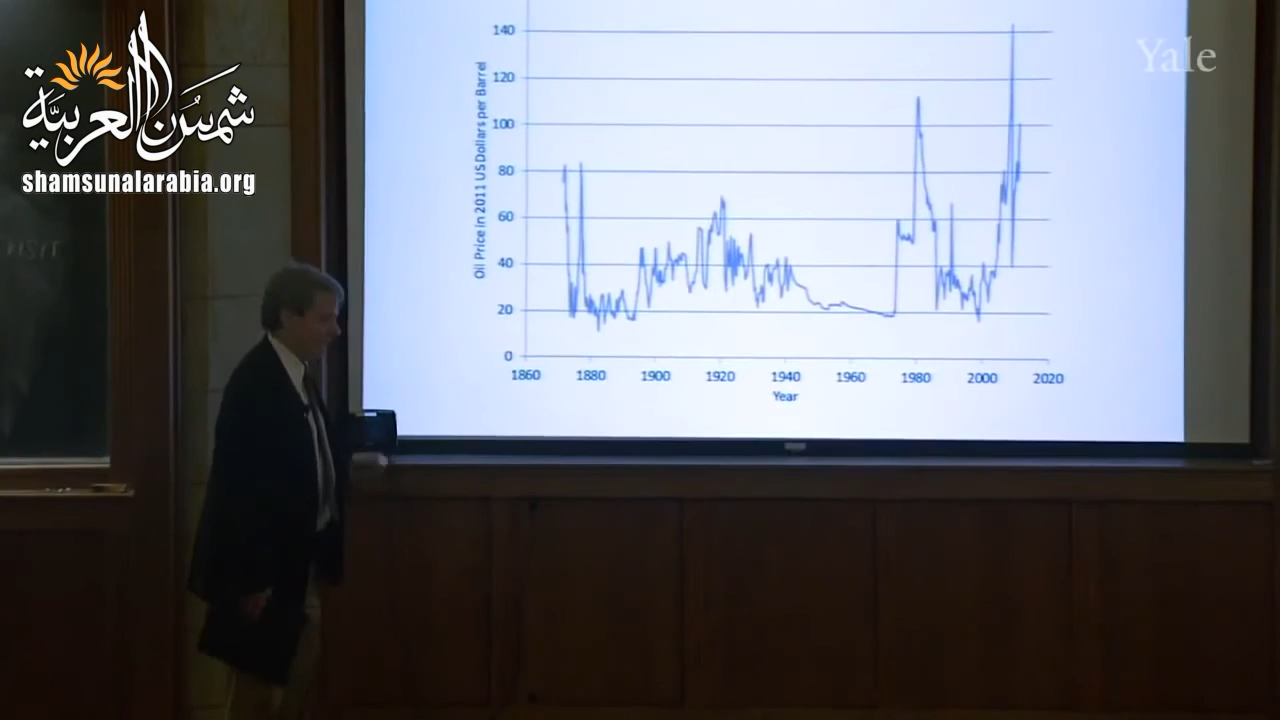 شمس العربية
shamsunalarabia.org
Yale
Oil Price in 2011 US Dollars per Barrel
140
120
100
80
60
40
20
0
1860 1880 1900 1920 1940 1960 1980 2000 2020
Year